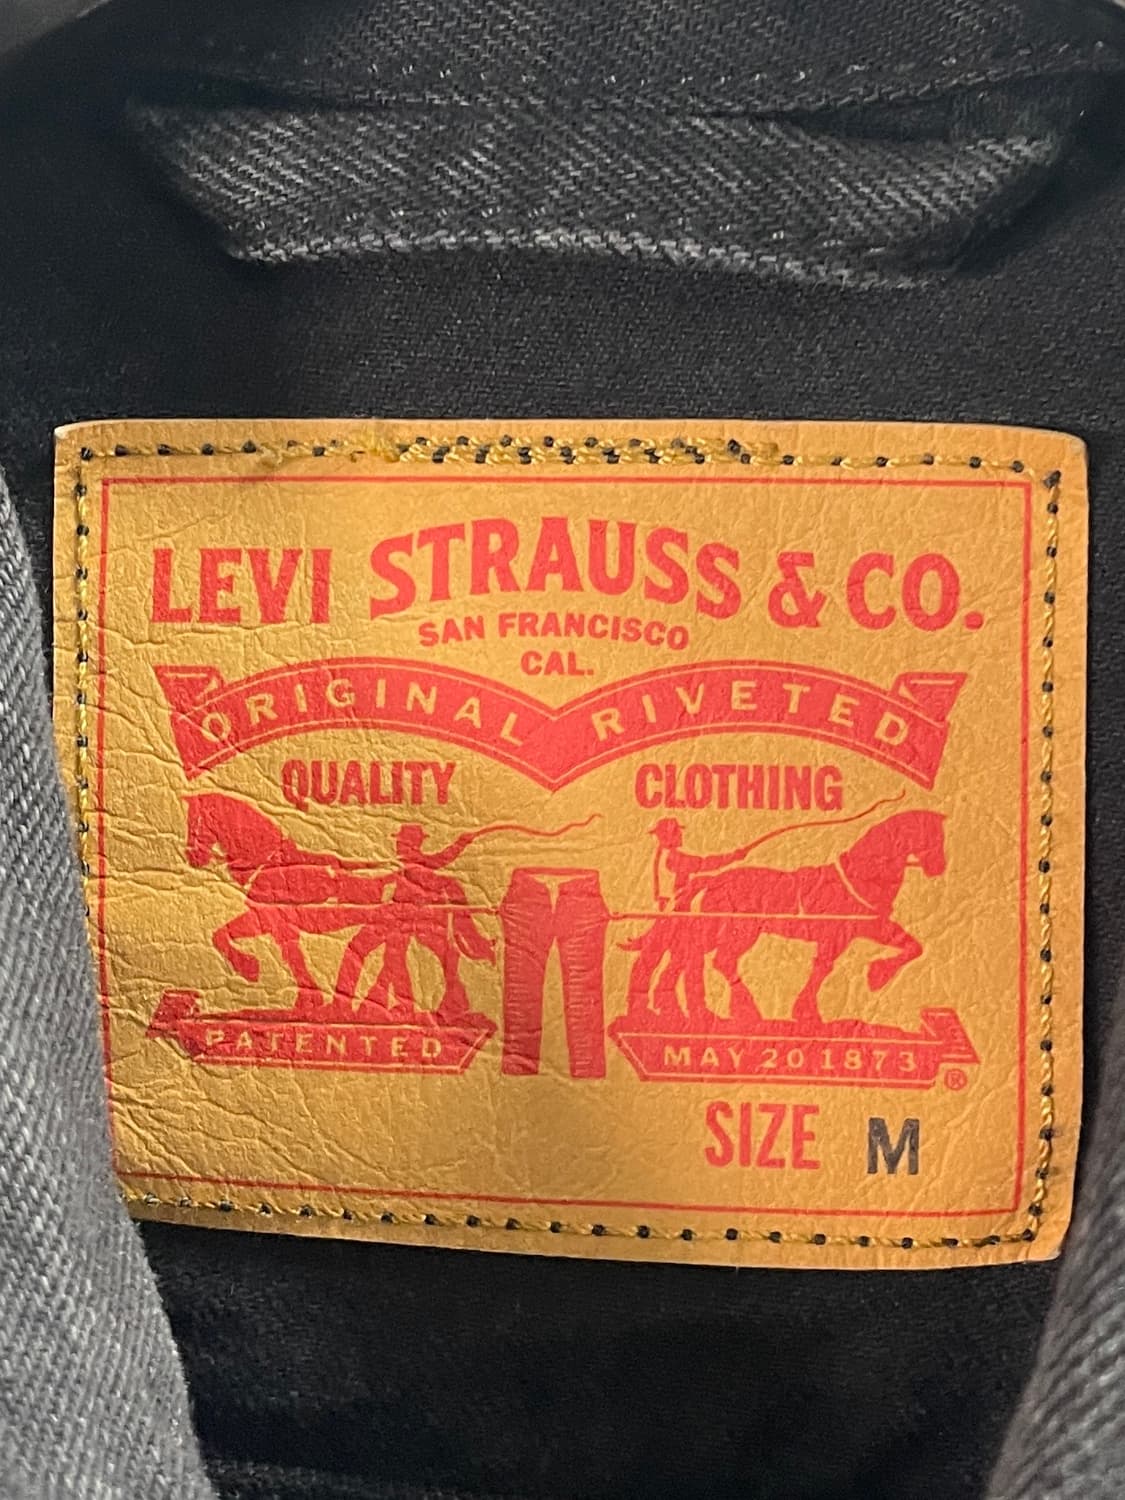 LEVI STRAUSS & CO.
SAN FRANCISCO
CAL.
ORIGINAL RIVETED
QUALITY CLOTHING
PATENTED MAY 20 1873 ®
SIZE M